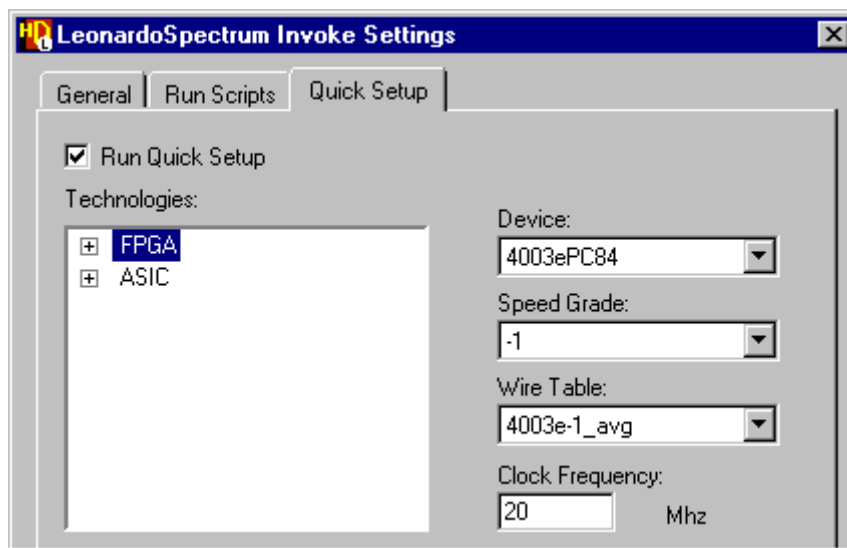 LeonardoSpectrum Invoke Settings
General Run Scripts Quick Setup
Run Quick Setup
Technologies:
FPGA
ASIC
Device:
4003ePC84
Speed Grade:
-1
Wire Table:
4003e-1_avg
Clock Frequency:
20 Mhz